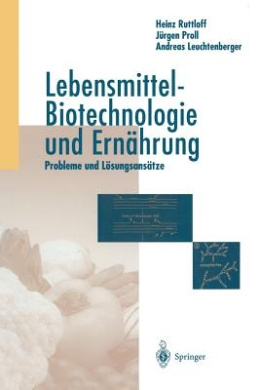 Heinz Ruttloff
Jürgen Proll
Andreas Leuchtenberger
Lebensmittel-
Biotechnologie
und Ernährung
Probleme und Lösungsansätze
Springer